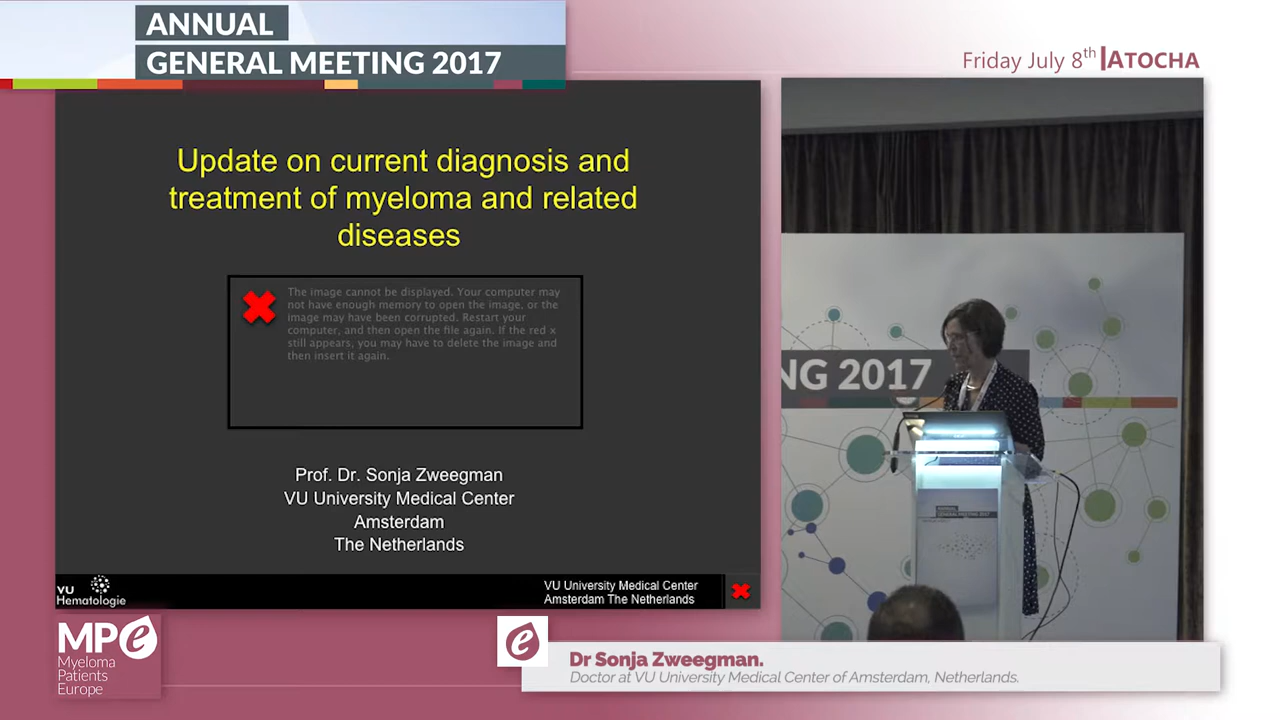 ANNUAL
GENERAL MEETING 2017
Friday July 8th |ATOCHA
Update on current diagnosis and
treatment of myeloma and related
diseases
The image cannot be displayed. Your computer may
not have enough memory to open the image, or the
image may have been corrupted. Restart your
computer, and then open the file again. If the red x
still appears, you may have to delete the image and
then insert it again.
Prof. Dr. Sonja Zweegman
VU University Medical Center
Amsterdam
The Netherlands
VU
Hematologie
VU University Medical Center
Amsterdam The Netherlands
NG 2017
ANNUAL
GENERAL MEETING 2017
MPe
Myeloma
Patients
Europe
e
Dr Sonja Zweegman.
Doctor at VU University Medical Center of Amsterdam, Netherlands.